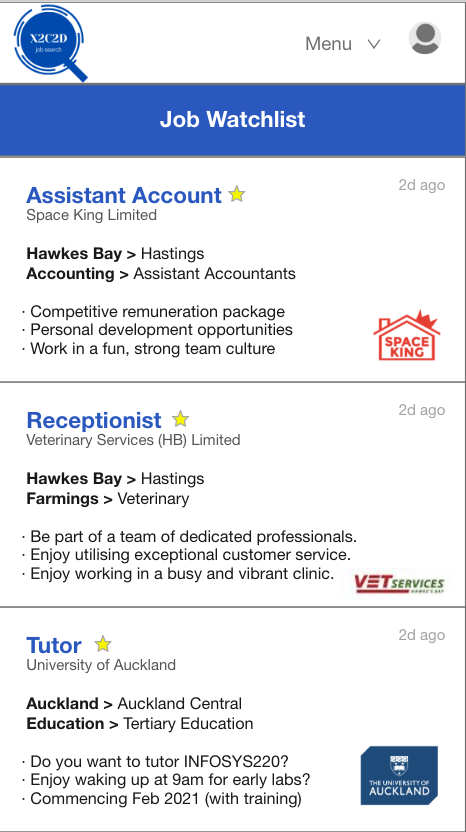 X2C2D
job search
Menu
Job Watchlist
2d ago
Assistant Account
Space King Limited
Hawkes Bay > Hastings
Accounting > Assistant Accountants
· Competitive remuneration package
· Personal development opportunities
· Work in a fun, strong team culture
SPACE
KING
2d ago
Receptionist
Veterinary Services (HB) Limited
Hawkes Bay > Hastings
Farmings > Veterinary
· Be part of a team of dedicated professionals.
· Enjoy utilising exceptional customer service.
· Enjoy working in a busy and vibrant clinic.
VETSERVICES
HAWKE'S BAY
2d ago
Tutor
University of Auckland
Auckland > Auckland Central
Education > Tertiary Education
· Do you want to tutor INFOSYS220?
· Enjoy waking up at 9am for early labs?
· Commencing Feb 2021 (with training)
THE UNIVERSITY OF
AUCKLAND